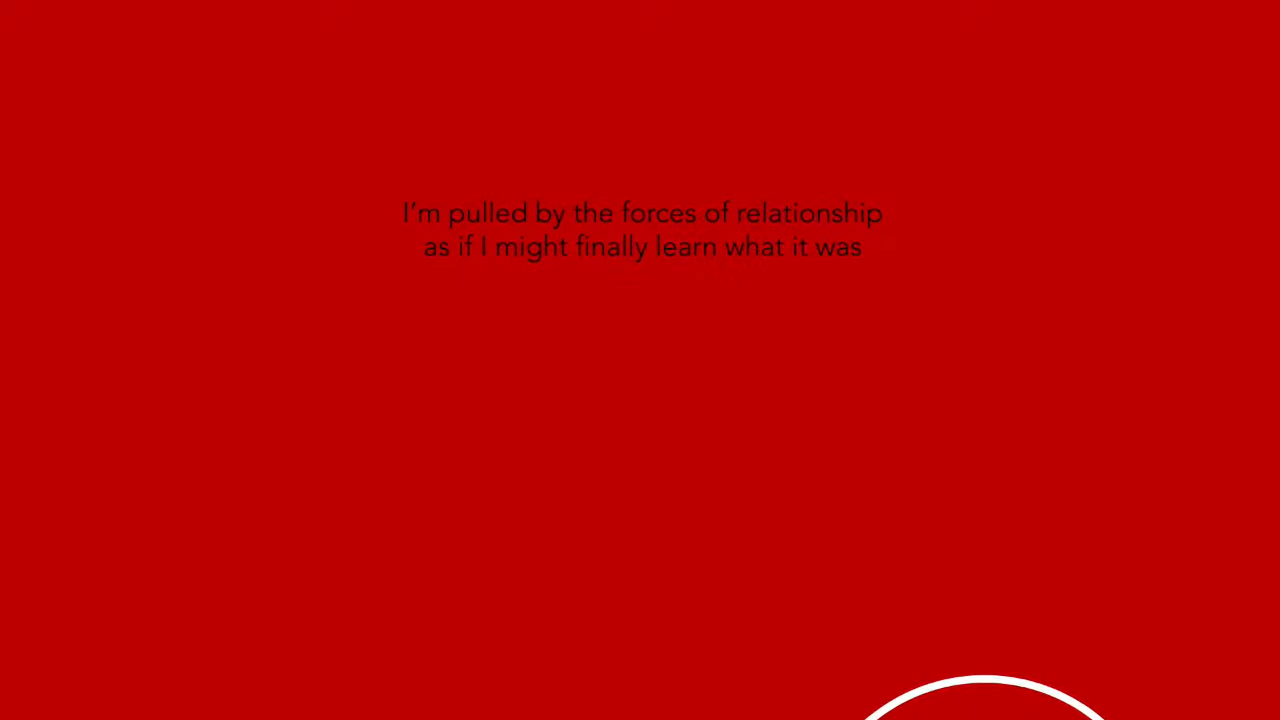 I’m pulled by the forces of relationship
as if I might finally learn what it was